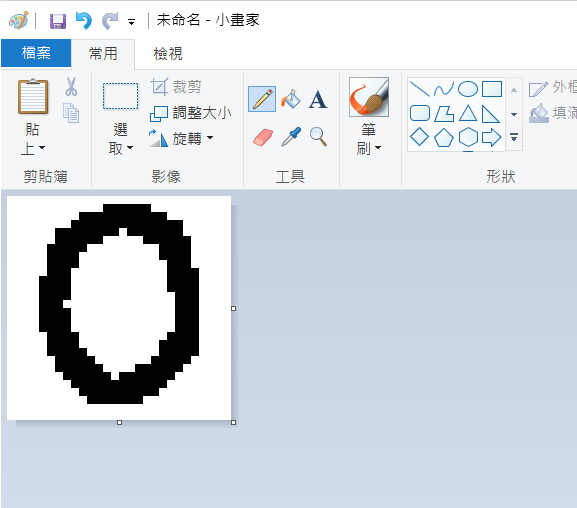 未命名 - 小畫家
檔案 常用 檢視
貼上
剪貼簿
選取
裁剪
調整大小
旋轉
影像
A
工具
筆刷
外框
填滿
形狀
0